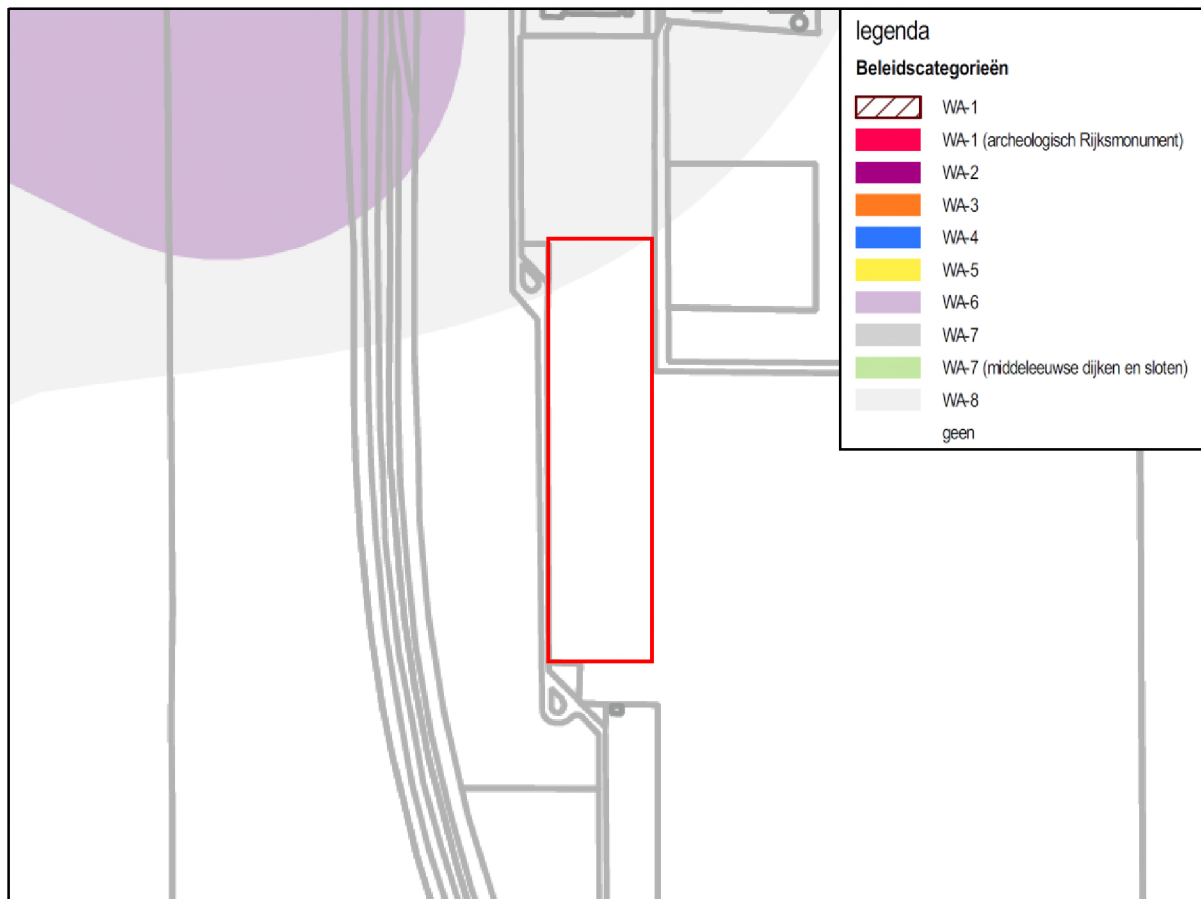 legenda
Beleidscategorieën
WA-1
WA-1 (archeologisch Rijksmonument)
WA-2
WA-3
WA-4
WA-5
WA-6
WA-7
WA-7 (middeleeuwse dijken en sloten)
WA-8
geen